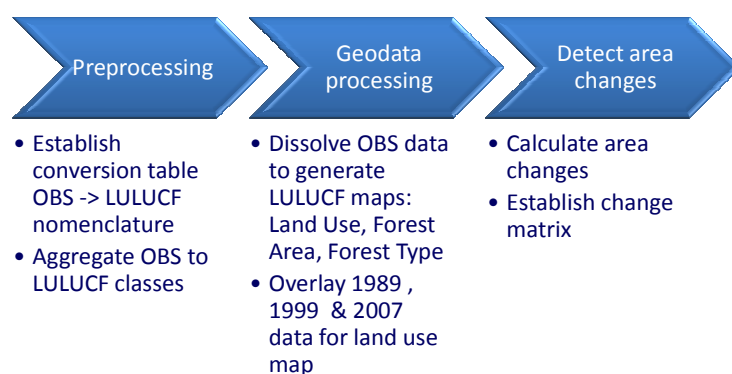 Preprocessing
• Establish
conversion table
OBS -> LULUCF
nomenclature
• Aggregate OBS to
LULUCF classes
Geodata
processing
• Dissolve OBS data
to generate
LULUCF maps:
Land Use, Forest
Area, Forest Type
• Overlay 1989 ,
1999 & 2007
data for land use
map
Detect area
changes
• Calculate area
changes
• Establish change
matrix